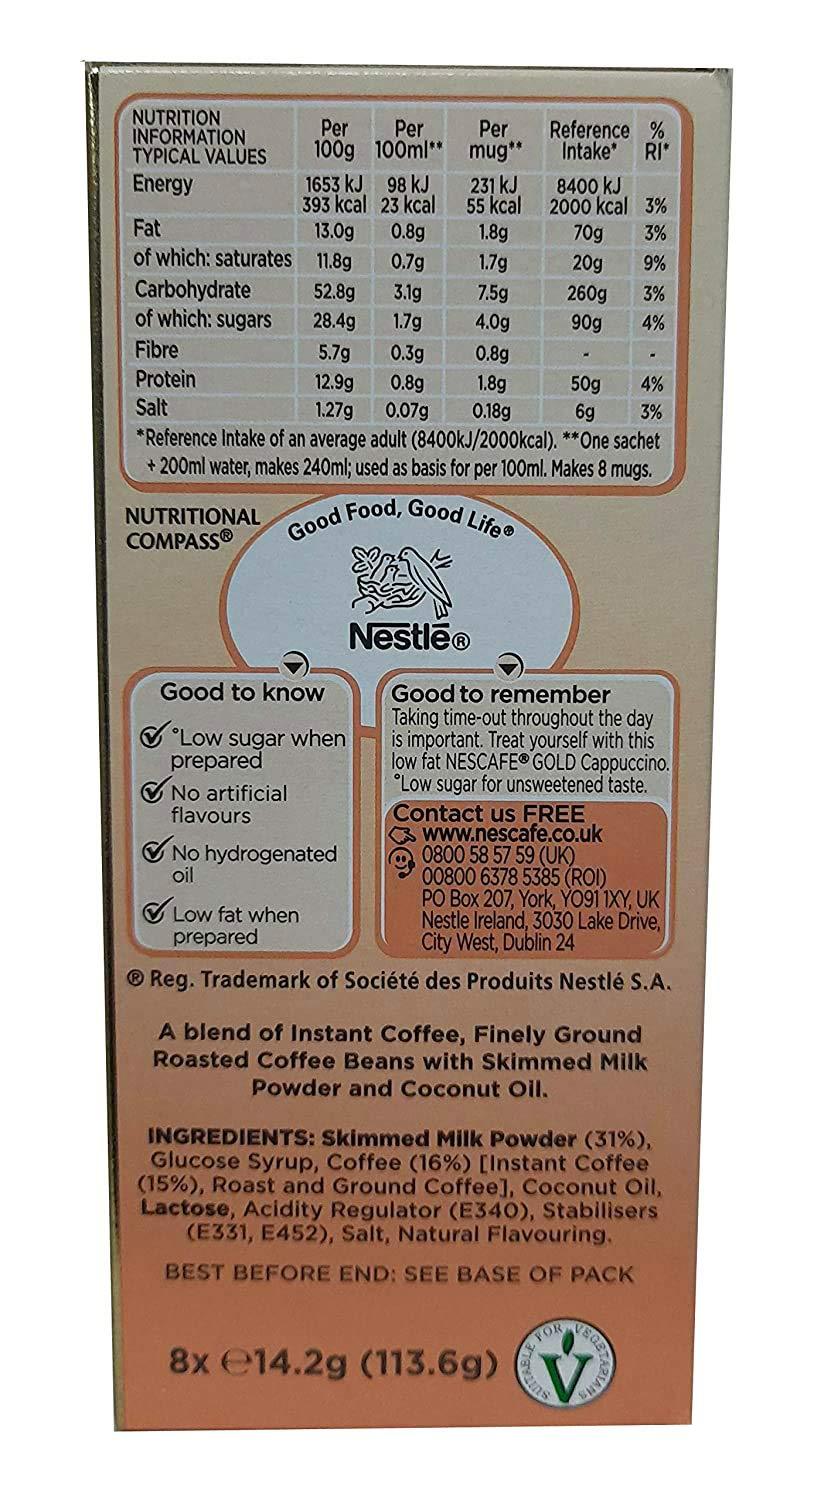 NUTRITION INFORMATION TYPICAL VALUES Per 100g Per 100ml** Per mug** Reference Intake* % RI*
Energy 1653 kJ 98 kJ 231 kJ 8400 kJ
393 kcal 23 kcal 55 kcal 2000 kcal 3%
Fat 13.0g 0.8g 1.8g 70g 3%
of which: saturates 11.8g 0.7g 1.7g 20g 9%
Carbohydrate 52.8g 3.1g 7.5g 260g 3%
of which: sugars 28.4g 1.7g 4.0g 90g 4%
Fibre 5.7g 0.3g 0.8g - -
Protein 12.9g 0.8g 1.8g 50g 4%
Salt 1.27g 0.07g 0.18g 6g 3%
*Reference Intake of an average adult (8400kJ/2000kcal). **One sachet
+ 200ml water, makes 240ml; used as basis for per 100ml. Makes 8 mugs.
NUTRITIONAL
COMPASS®
Good Food, Good Life®
Nestlé®
Good to know
°Low sugar when
prepared
No artificial
flavours
No hydrogenated
oil
Low fat when
prepared
Good to remember
Taking time-out throughout the day
is important. Treat yourself with this
low fat NESCAFE® GOLD Cappuccino.
°Low sugar for unsweetened taste.
Contact us FREE
www.nescafe.co.uk
0800 58 57 59 (UK)
00800 6378 5385 (ROI)
PO Box 207, York, YO91 1XY, UK
Nestle Ireland, 3030 Lake Drive,
City West, Dublin 24
® Reg. Trademark of Société des Produits Nestlé S.A.
A blend of Instant Coffee, Finely Ground
Roasted Coffee Beans with Skimmed Milk
Powder and Coconut Oil.
INGREDIENTS: Skimmed Milk Powder (31%),
Glucose Syrup, Coffee (16%) [Instant Coffee
(15%), Roast and Ground Coffee], Coconut Oil,
Lactose, Acidity Regulator (E340), Stabilisers
(E331, E452), Salt, Natural Flavouring.
BEST BEFORE END: SEE BASE OF PACK
8x ℮14.2g (113.6g)
SUITABLE FOR VEGETARIANS
V